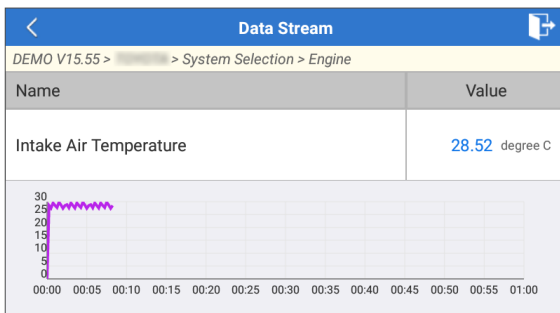 Data Stream
DEMO V15.55 > > System Selection > Engine
Name Value
Intake Air Temperature 28.52 degree C
30
25
20
15
10
5
0
00:00 00:05 00:10 00:15 00:20 00:25 00:30 00:35 00:40 00:45 00:50 00:55 01:00